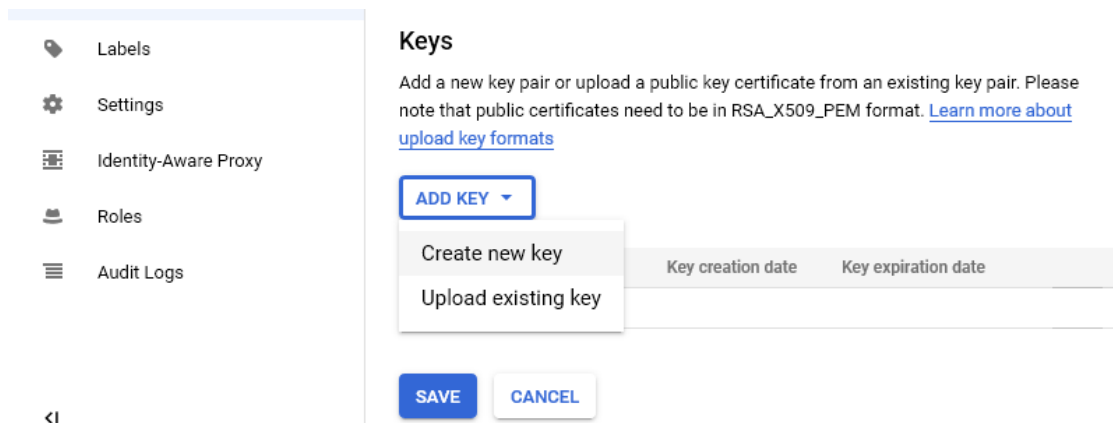 Labels
Settings
Identity-Aware Proxy
Roles
Audit Logs
Keys
Add a new key pair or upload a public key certificate from an existing key pair. Please
note that public certificates need to be in RSA_X509_PEM format. Learn more about
upload key formats
ADD KEY
Create new key
Upload existing key
Key creation date Key expiration date
SAVE CANCEL